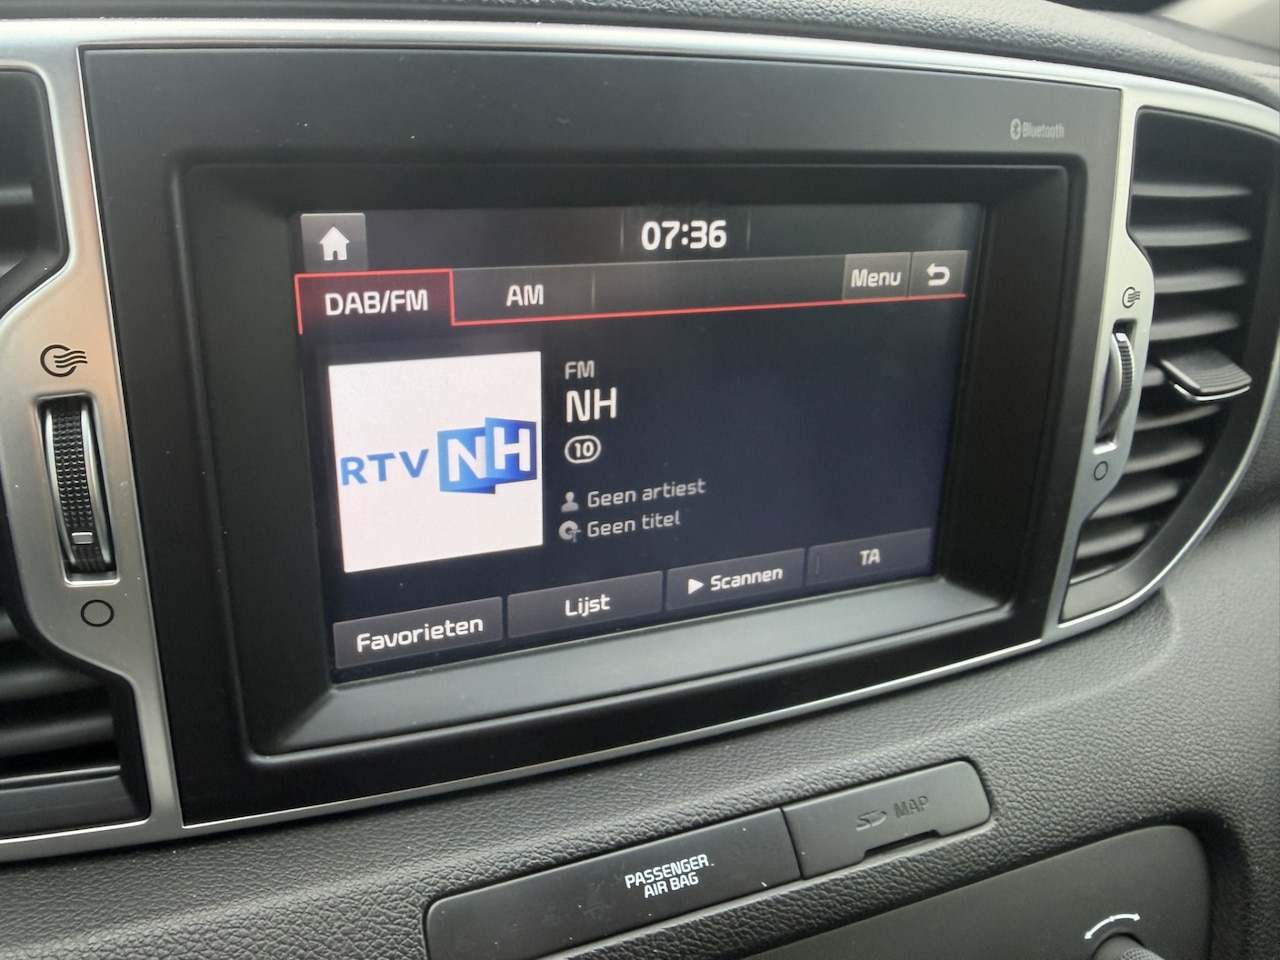 Bluetooth
07:36
DAB/FM AM Menu
FM
NH
10
RTV NH
Geen artiest
Geen titel
Favorieten Lijst Scannen TA
SD MAP
PASSENGER
AIR BAG